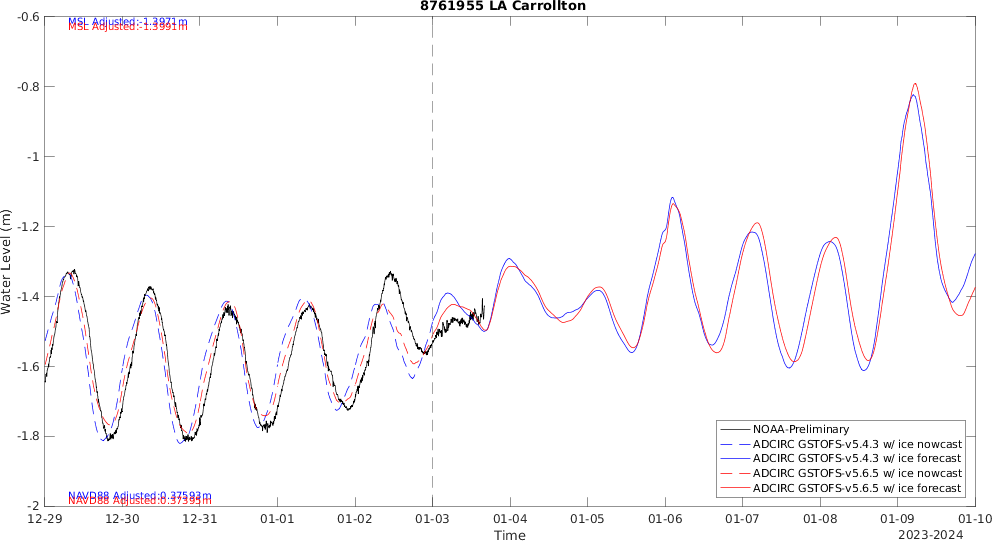 8761955 LA Carrollton
MSL Adjusted:-1.3971m
MSL Adjusted:-1.3991m
-0.6
-0.8
-1
-1.2
-1.4
-1.6
-1.8
-2
Water Level (m)
NAVD88 Adjusted:0.37593m
NAVD88 Adjusted:0.37395m
NOAA-Preliminary
ADCIRC GSTOFS-v5.4.3 w/ ice nowcast
ADCIRC GSTOFS-v5.4.3 w/ ice forecast
ADCIRC GSTOFS-v5.6.5 w/ ice nowcast
ADCIRC GSTOFS-v5.6.5 w/ ice forecast
12-29 12-30 12-31 01-01 01-02 01-03 01-04 01-05 01-06 01-07 01-08 01-09 01-10
Time
2023-2024